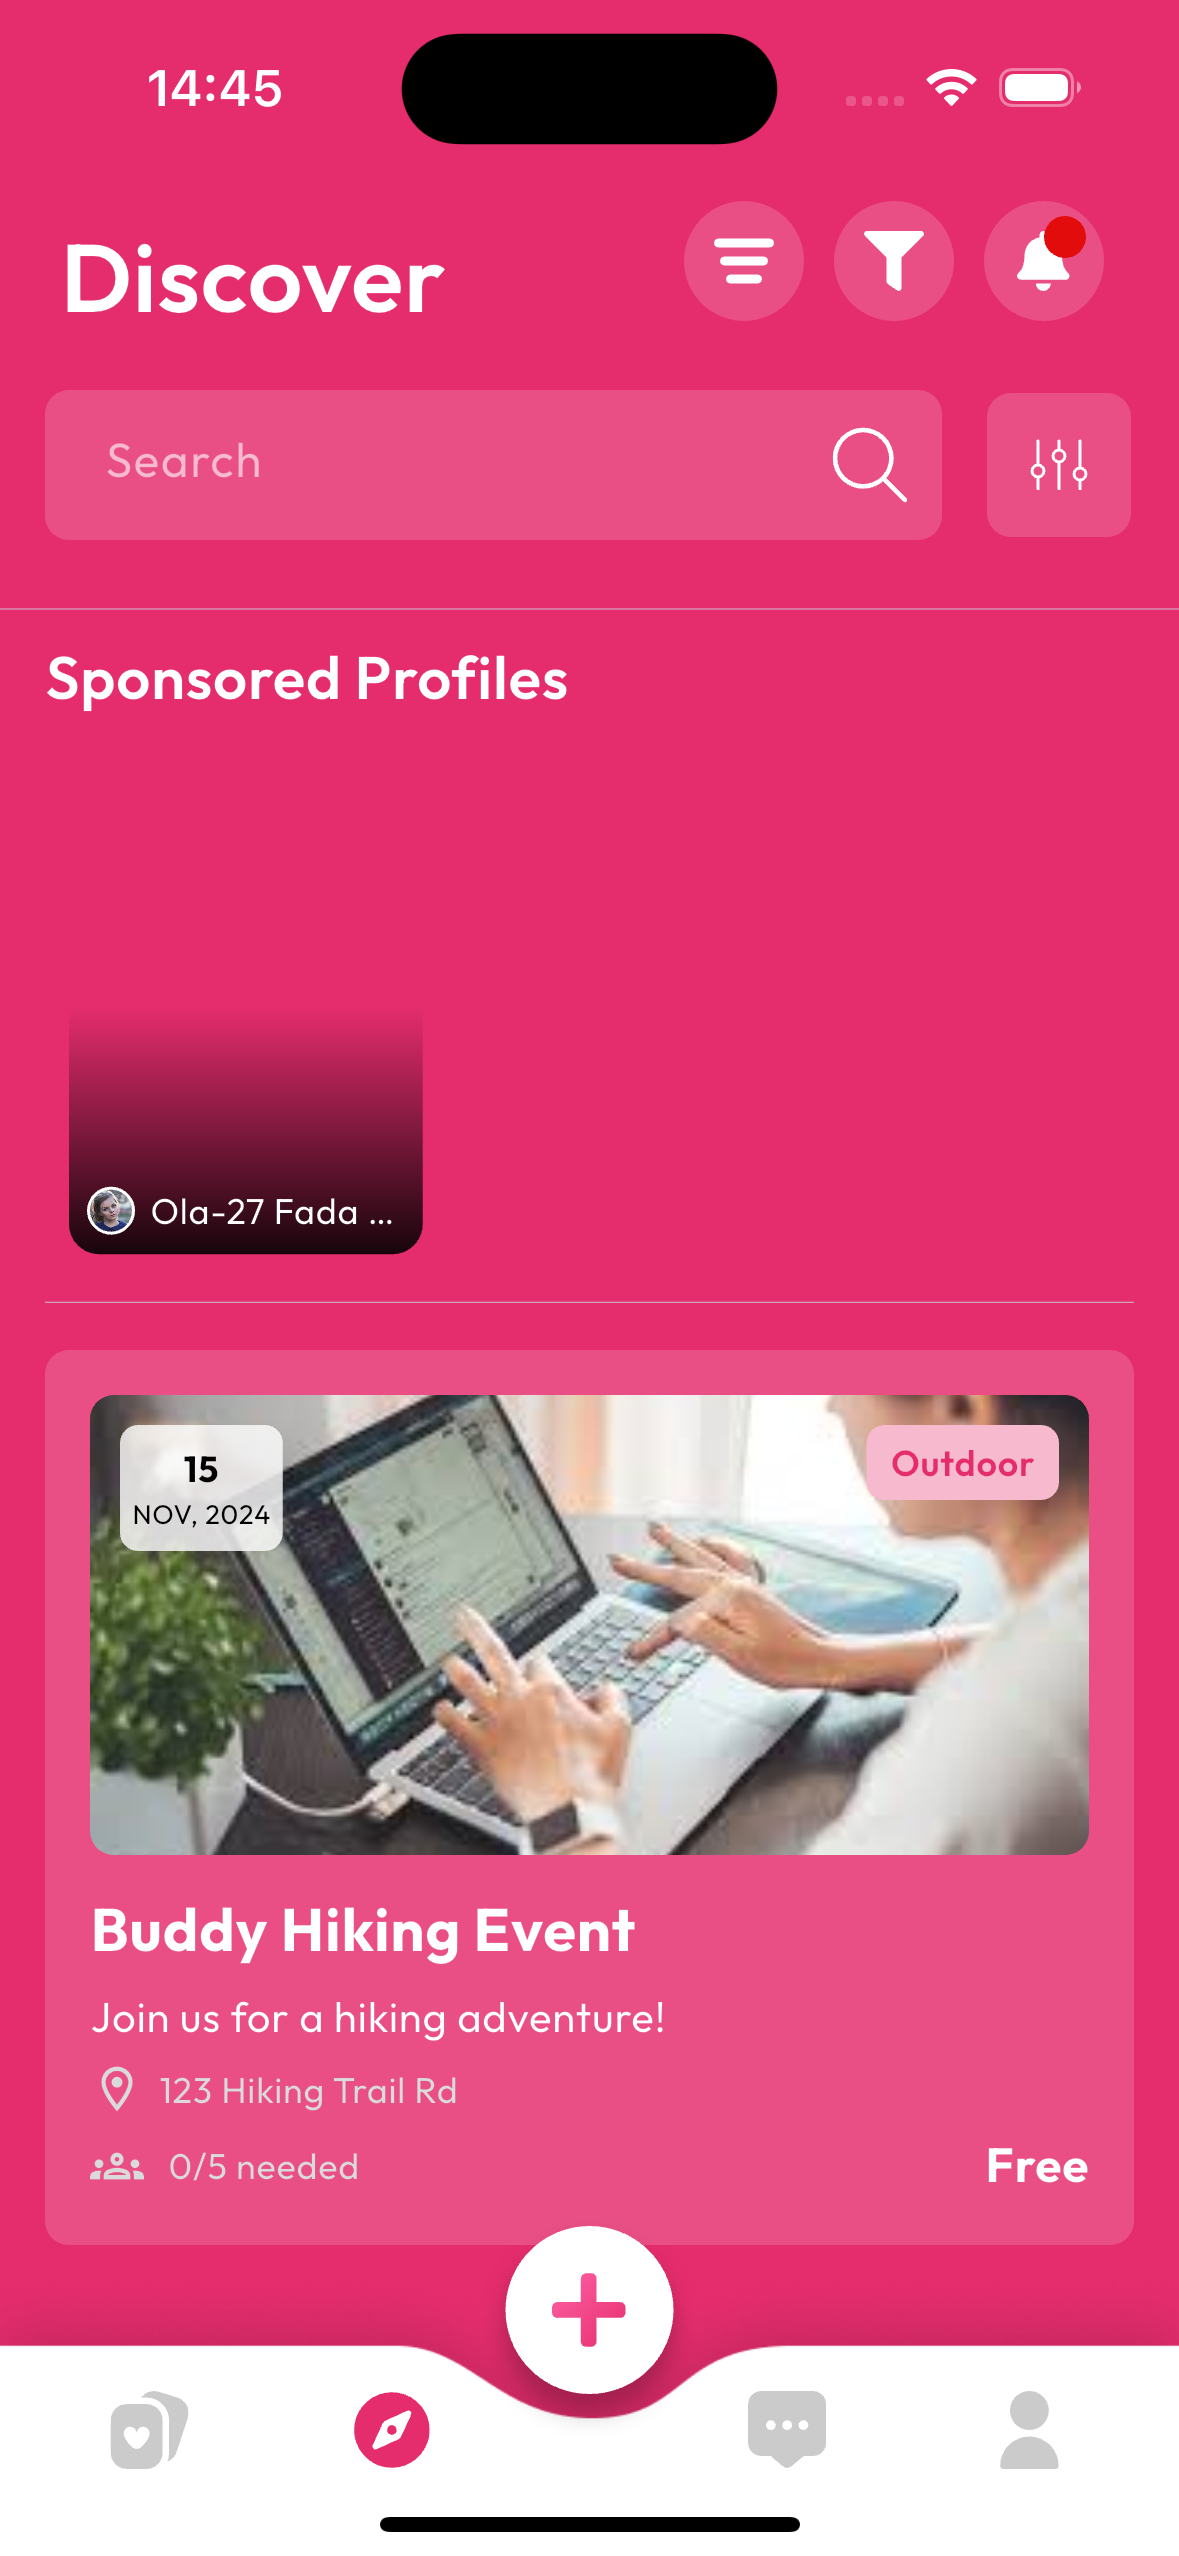 14:45
Discover
Search
Sponsored Profiles
Ola-27 Fada ...
15
NOV, 2024
Outdoor
Buddy Hiking Event
Join us for a hiking adventure!
123 Hiking Trail Rd
0/5 needed
Free